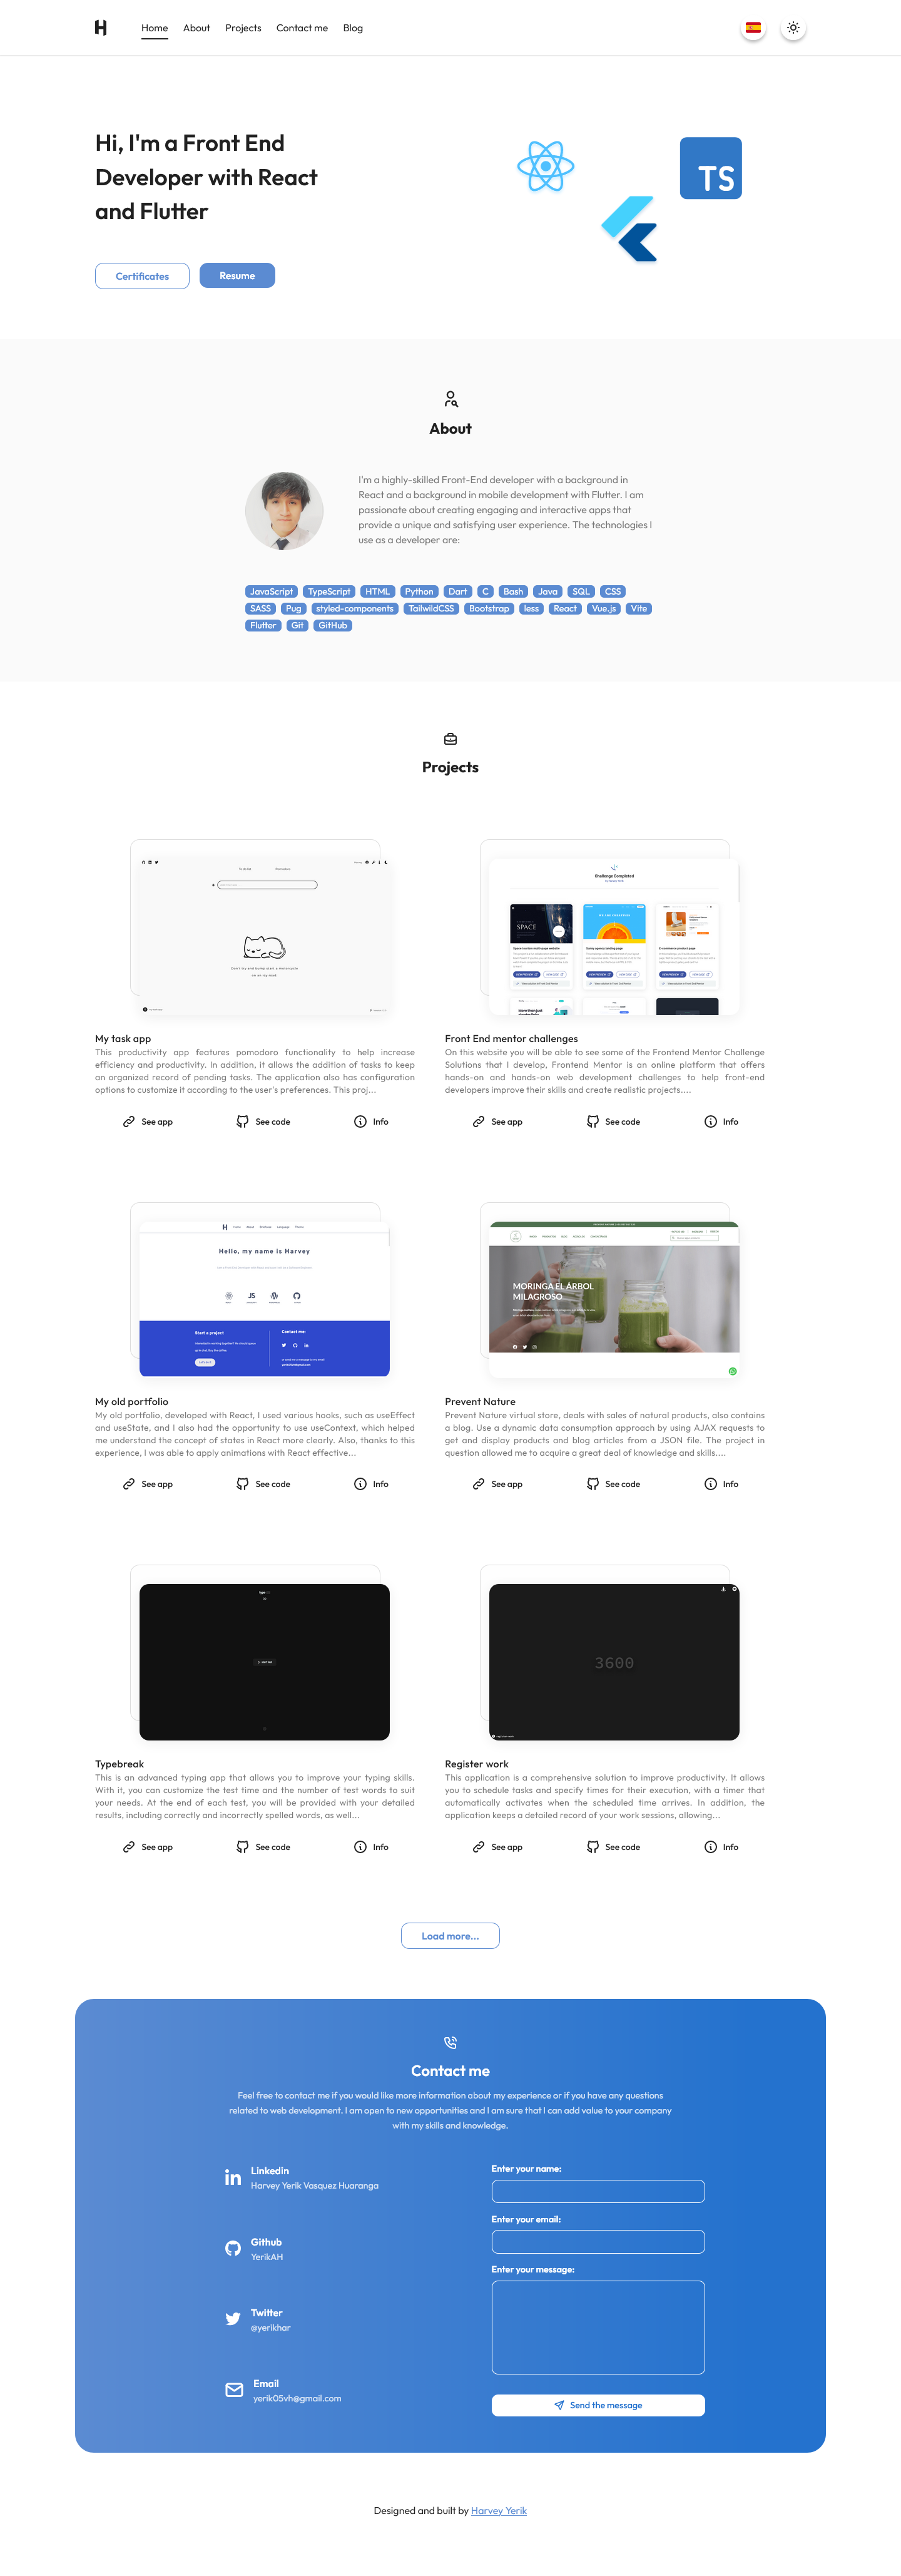 H
Home
About
Projects
Contact me
Blog
Hi, I'm a Front End
Developer with React
and Flutter
TS
Certificates
Resume
About
I'm a highly-skilled Front-End developer with a background in
React and a background in mobile development with Flutter. I am
passionate about creating engaging and interactive apps that
provide a unique and satisfying user experience. The technologies I
use as a developer are:
JavaScript TypeScript HTML Python Dart C Bash Java SQL CSS
SASS Pug styled-components TailwildCSS Bootstrap less React Vue.js Vite
Flutter Git GitHub
Projects
Challenge Completed
SPACE
My task app
This productivity app features pomodoro functionality to help increase
efficiency and productivity. In addition, it allows the addition of tasks to keep
an organized record of pending tasks. The application also has configuration
options to customize it according to the user's preferences. This proj...
See app
See code
Info
Front End mentor challenges
On this website you will be able to see some of the Frontend Mentor Challenge
Solutions that I develop, Frontend Mentor is an online platform that offers
hands-on and hands-on web development challenges to help front-end
developers improve their skills and create realistic projects....
See app
See code
Info
Hello, my name is Harvey
JS
Start a project
Contact me:
MORINGA EL ÁRBOL
MILAGROSO
My old portfolio
My old portfolio, developed with React, I used various hooks, such as useEffect
and useState, and I also had the opportunity to use useContext, which helped
me understand the concept of states in React more clearly. Also, thanks to this
experience, I was able to apply animations with React effective...
See app
See code
Info
Prevent Nature
Prevent Nature virtual store, deals with sales of natural products, also contains
a blog. Use a dynamic data consumption approach by using AJAX requests to
get and display products and blog articles from a JSON file. The project in
question allowed me to acquire a great deal of knowledge and skills....
See app
See code
Info
3600
Typebreak
This is an advanced typing app that allows you to improve your typing skills.
With it, you can customize the test time and the number of test words to suit
your needs. At the end of each test, you will be provided with your detailed
results, including correctly and incorrectly spelled words, as well...
See app
See code
Info
Register work
This application is a comprehensive solution to improve productivity. It allows
you to schedule tasks and specify times for their execution, with a timer that
automatically activates when the scheduled time arrives. In addition, the
application keeps a detailed record of your work sessions, allowing...
See app
See code
Info
Load more...
Contact me
Feel free to contact me if you would like more information about my experience or if you have any questions
related to web development. I am open to new opportunities and I am sure that I can add value to your company
with my skills and knowledge.
Linkedin
Harvey Yerik Vasquez Huaranga
Github
YerikAH
Twitter
@yerikhar
Email
yerik05vh@gmail.com
Enter your name:
Enter your email:
Enter your message:
Send the message
Designed and built by Harvey Yerik